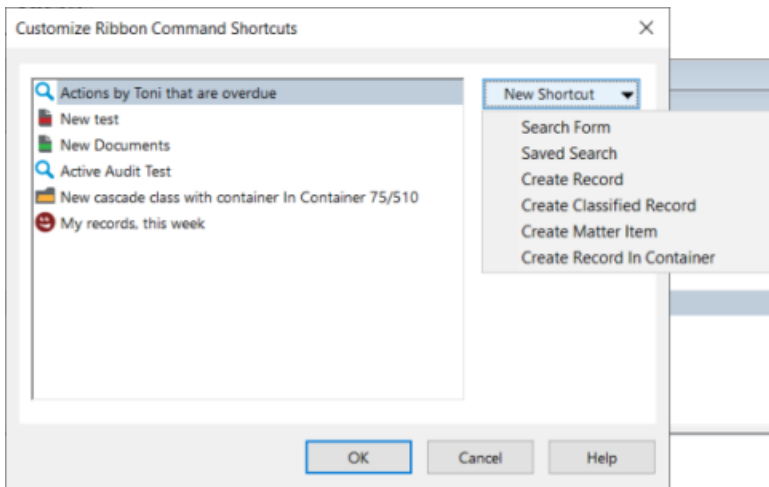 Customize Ribbon Command Shortcuts
Actions by Toni that are overdue
New test
New Documents
Active Audit Test
New cascade class with container In Container 75/510
My records, this week
New Shortcut
Search Form
Saved Search
Create Record
Create Classified Record
Create Matter Item
Create Record In Container
OK
Cancel
Help